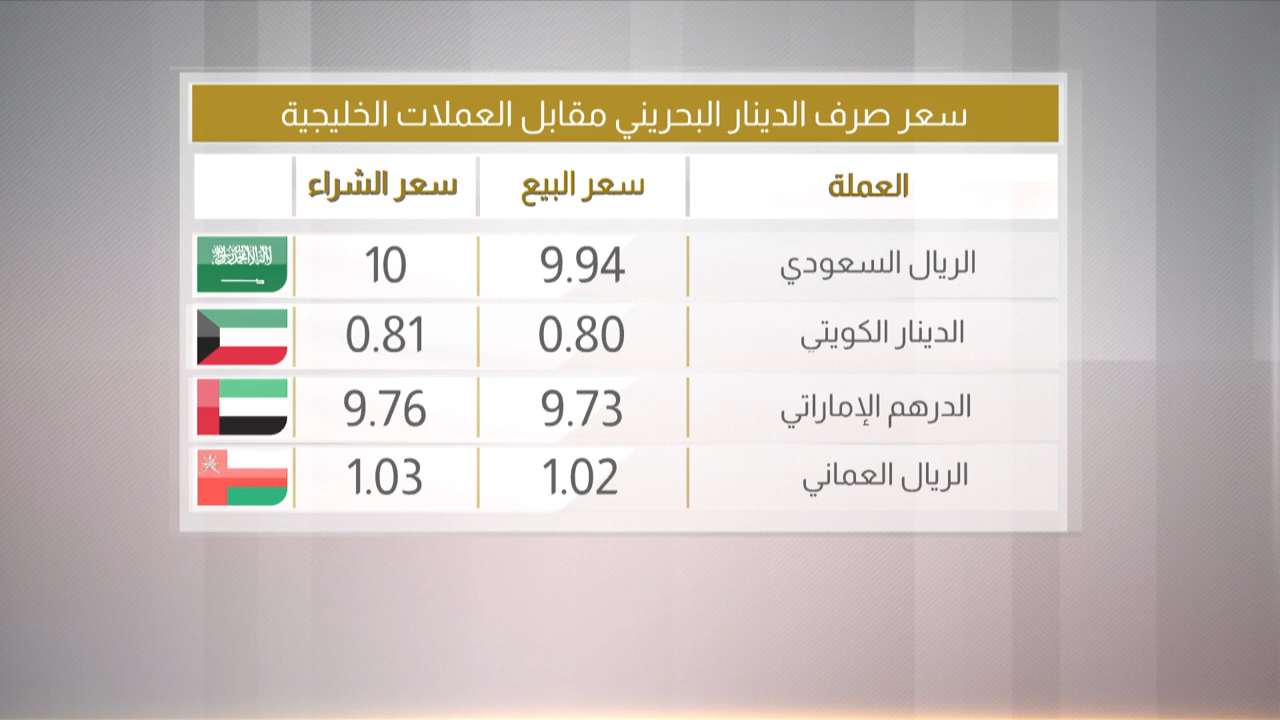 سعر صرف الدينار البحريني مقابل العملات الخليجية
العملة سعر البيع سعر الشراء
الريال السعودي 9.94 10
الدينار الكويتي 0.80 0.81
الدرهم الإماراتي 9.73 9.76
الريال العماني 1.02 1.03